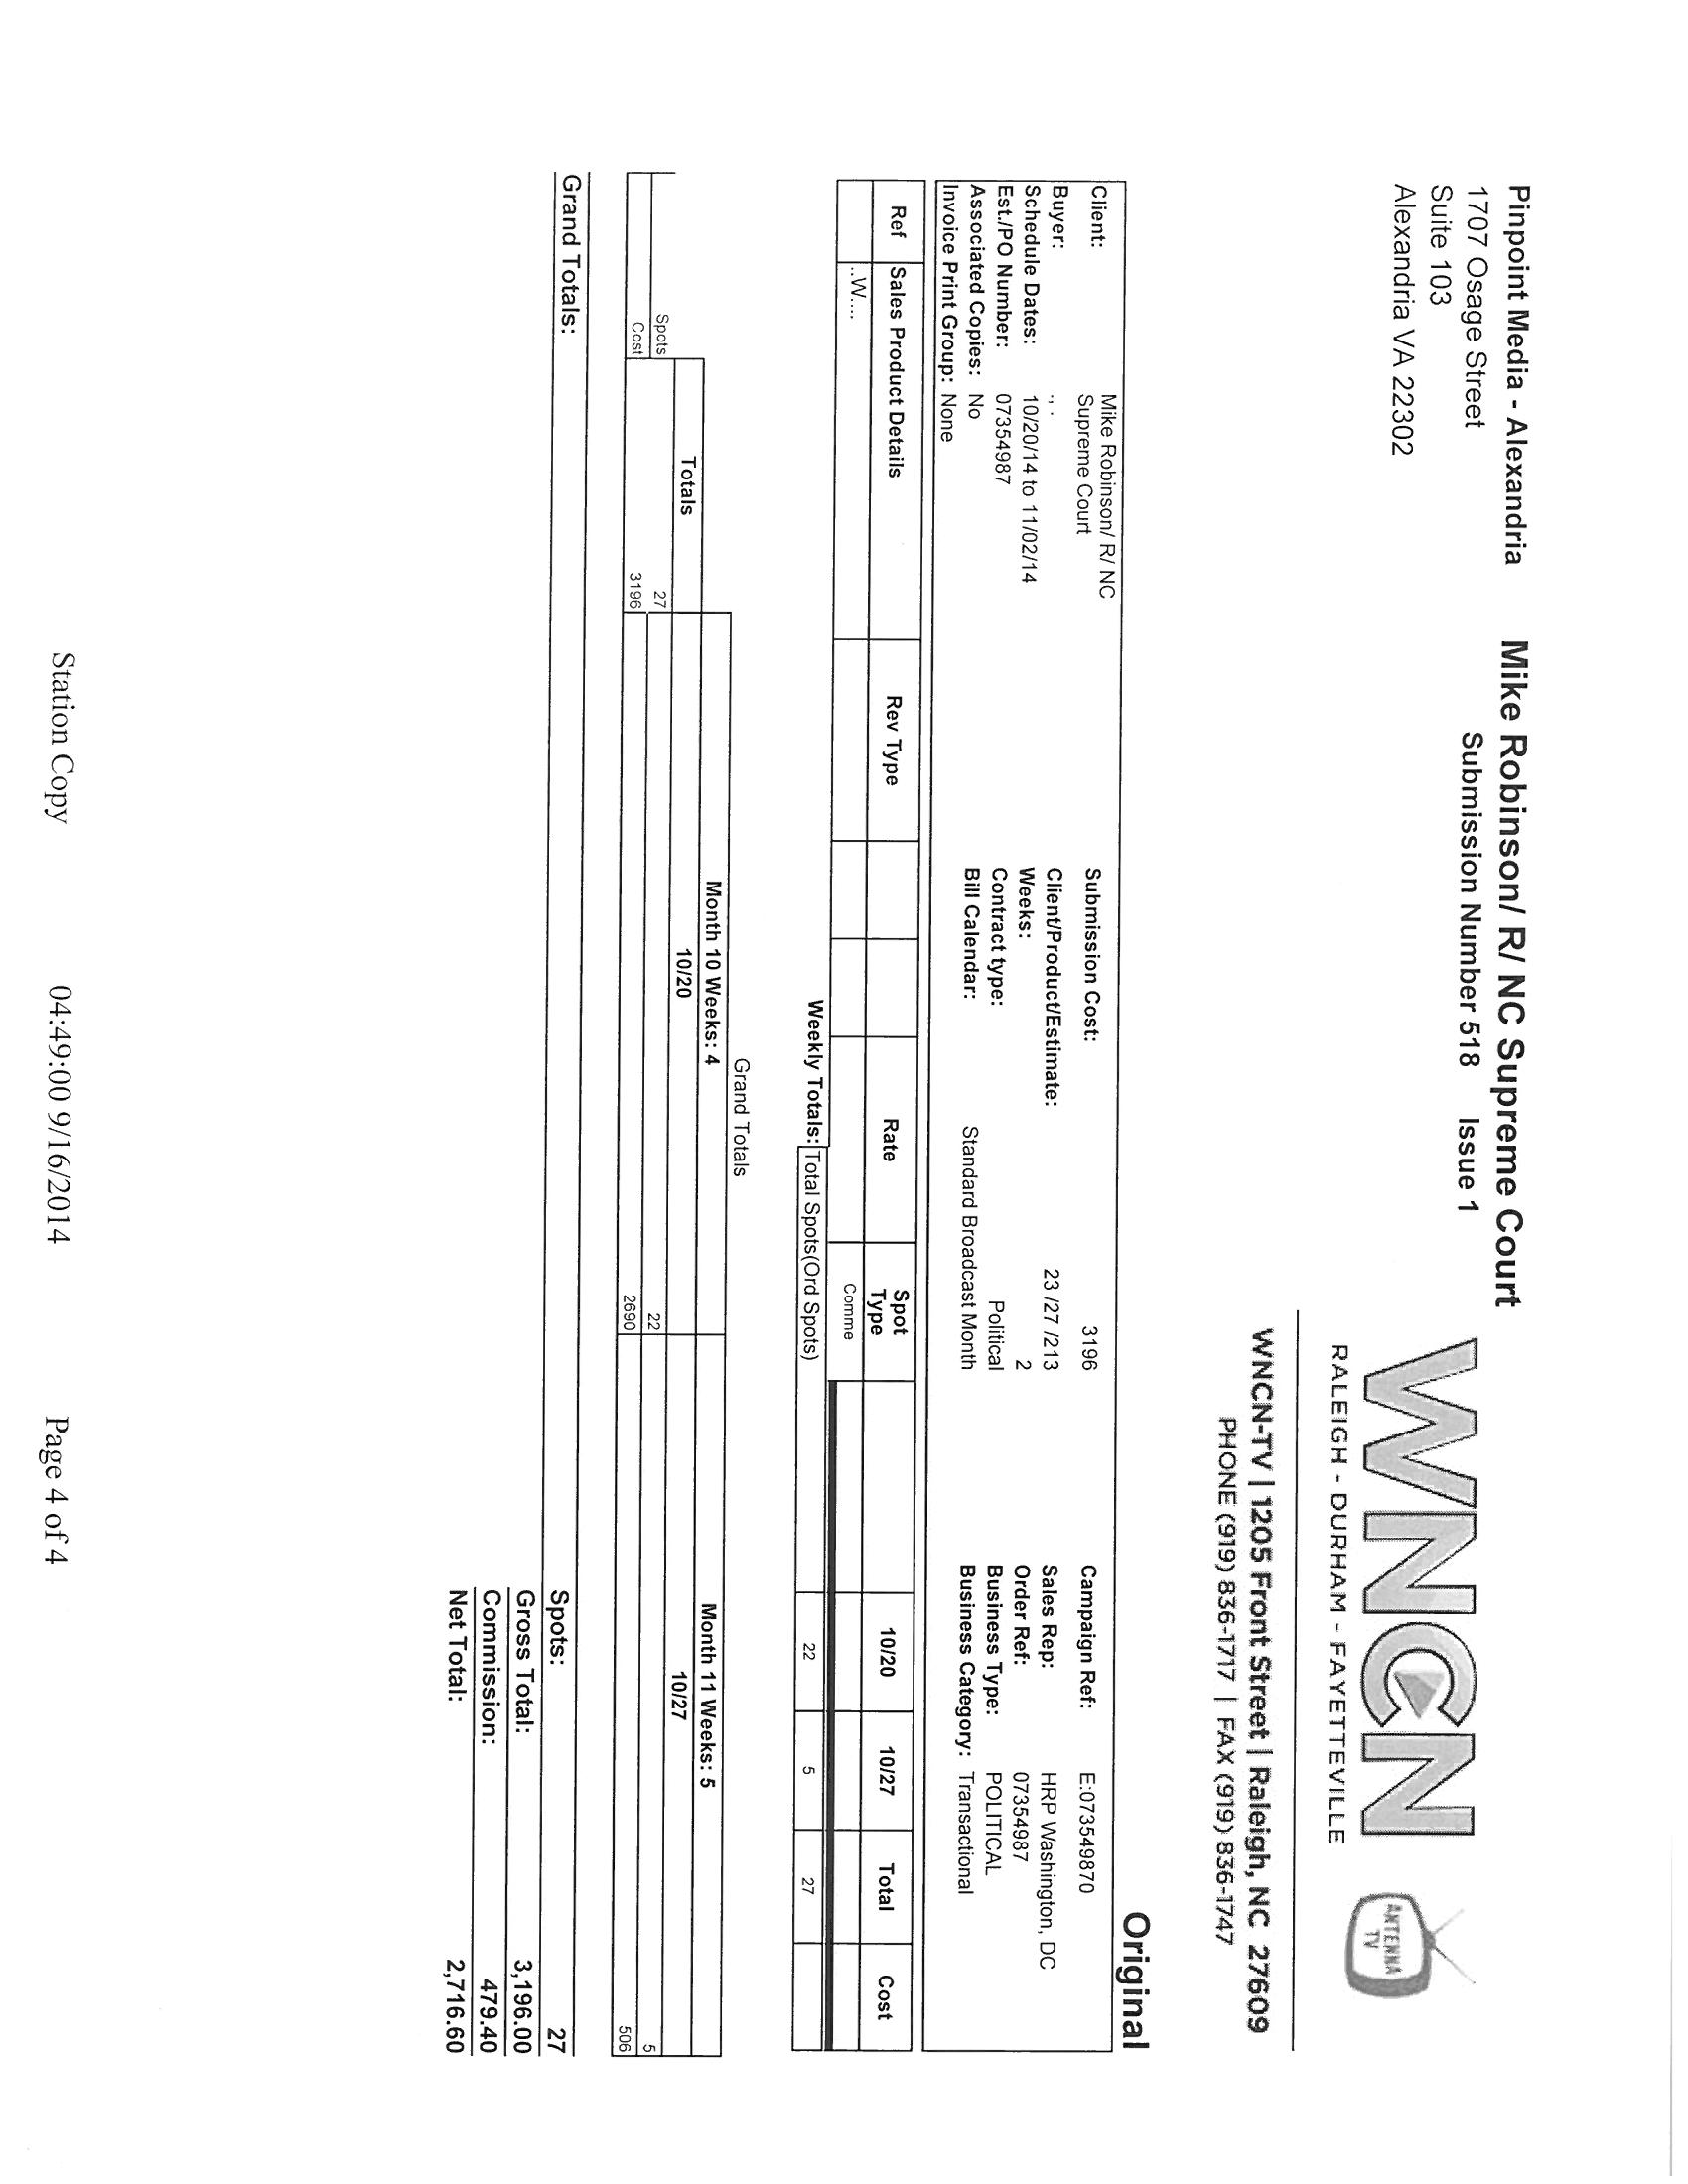 Pinpoint Media - Alexandria
1707 Osage Street
Suite 103
Alexandria VA 22302
Mike Robinson/ R/ NC Supreme Court
Submission Number 518 Issue 1
WNCN
RALEIGH - DURHAM - FAYETTEVILLE
ANTENNA
TV
WNCN-TV | 1205 Front Street | Raleigh, NC 27609
PHONE (919) 836-1717 | FAX (919) 836-1747
Original
Client: Mike Robinson/ R/ NC Supreme Court Submission Cost: 3196 Campaign Ref: E:073549870
Buyer: ., . Client/Product/Estimate: 23 /27 /213 Sales Rep: HRP Washington, DC
Schedule Dates: 10/20/14 to 11/02/14 Weeks: 2 Order Ref: 07354987
Est./PO Number: 07354987 Contract type: Political Business Type: POLITICAL
Associated Copies: No Bill Calendar: Standard Broadcast Month Business Category: Transactional
Invoice Print Group: None
Ref Sales Product Details Rev Type Rate Spot Type 10/20 10/27 Total Cost
..W.... Comme
Weekly Totals: Total Spots(Ord Spots) 22 5 27
Grand Totals
Month 10 Weeks: 4 Month 11 Weeks: 5
Totals 10/20 10/27
Spots 27 22 5
Cost 3196 2690 506
Grand Totals:
Spots: 27
Gross Total: 3,196.00
Commission: 479.40
Net Total: 2,716.60
Station Copy 04:49:00 9/16/2014 Page 4 of 4